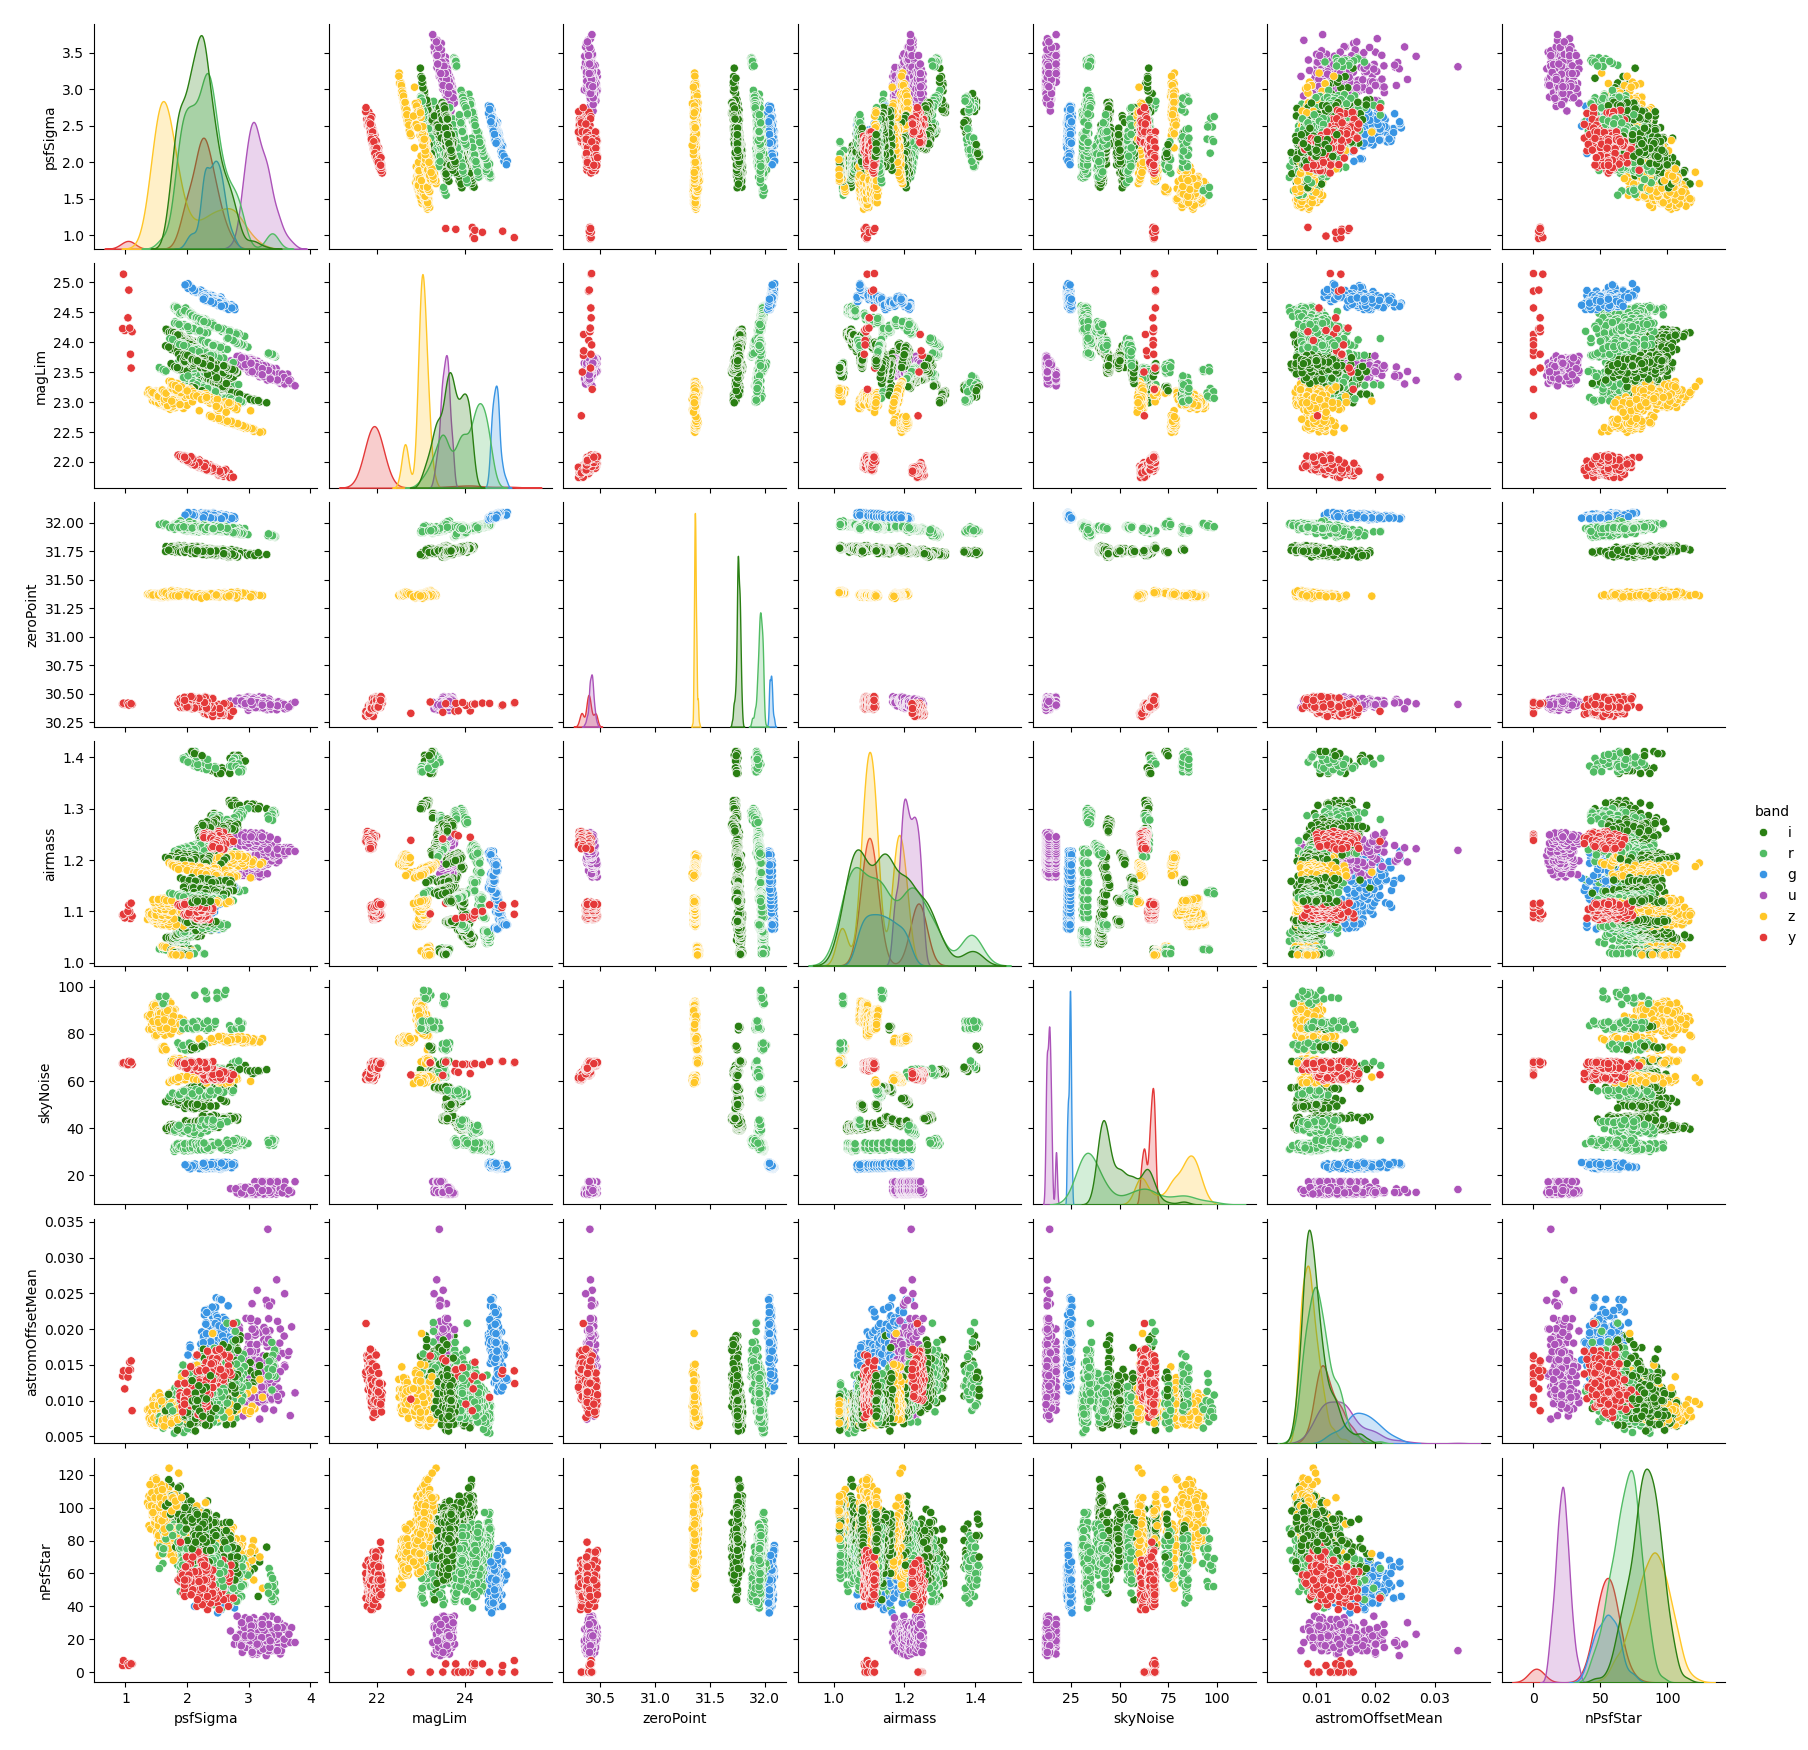 3.5
3.0
2.5
2.0
1.5
1.0
psfSigma
25.0
24.5
24.0
23.5
23.0
22.5
22.0
magLim
32.00
31.75
31.50
31.25
31.00
30.75
30.50
30.25
zeroPoint
1.4
1.3
1.2
1.1
1.0
airmass
band
i
r
g
u
z
y
100
80
60
40
20
skyNoise
0.035
0.030
0.025
0.020
0.015
0.010
0.005
astromOffsetMean
120
100
80
60
40
20
0
nPsfStar
1 2 3 4
22 24
30.5 31.0 31.5 32.0
1.0 1.2 1.4
25 50 75 100
0.01 0.02 0.03
0 50 100
psfSigma
magLim
zeroPoint
airmass
skyNoise
astromOffsetMean
nPsfStar